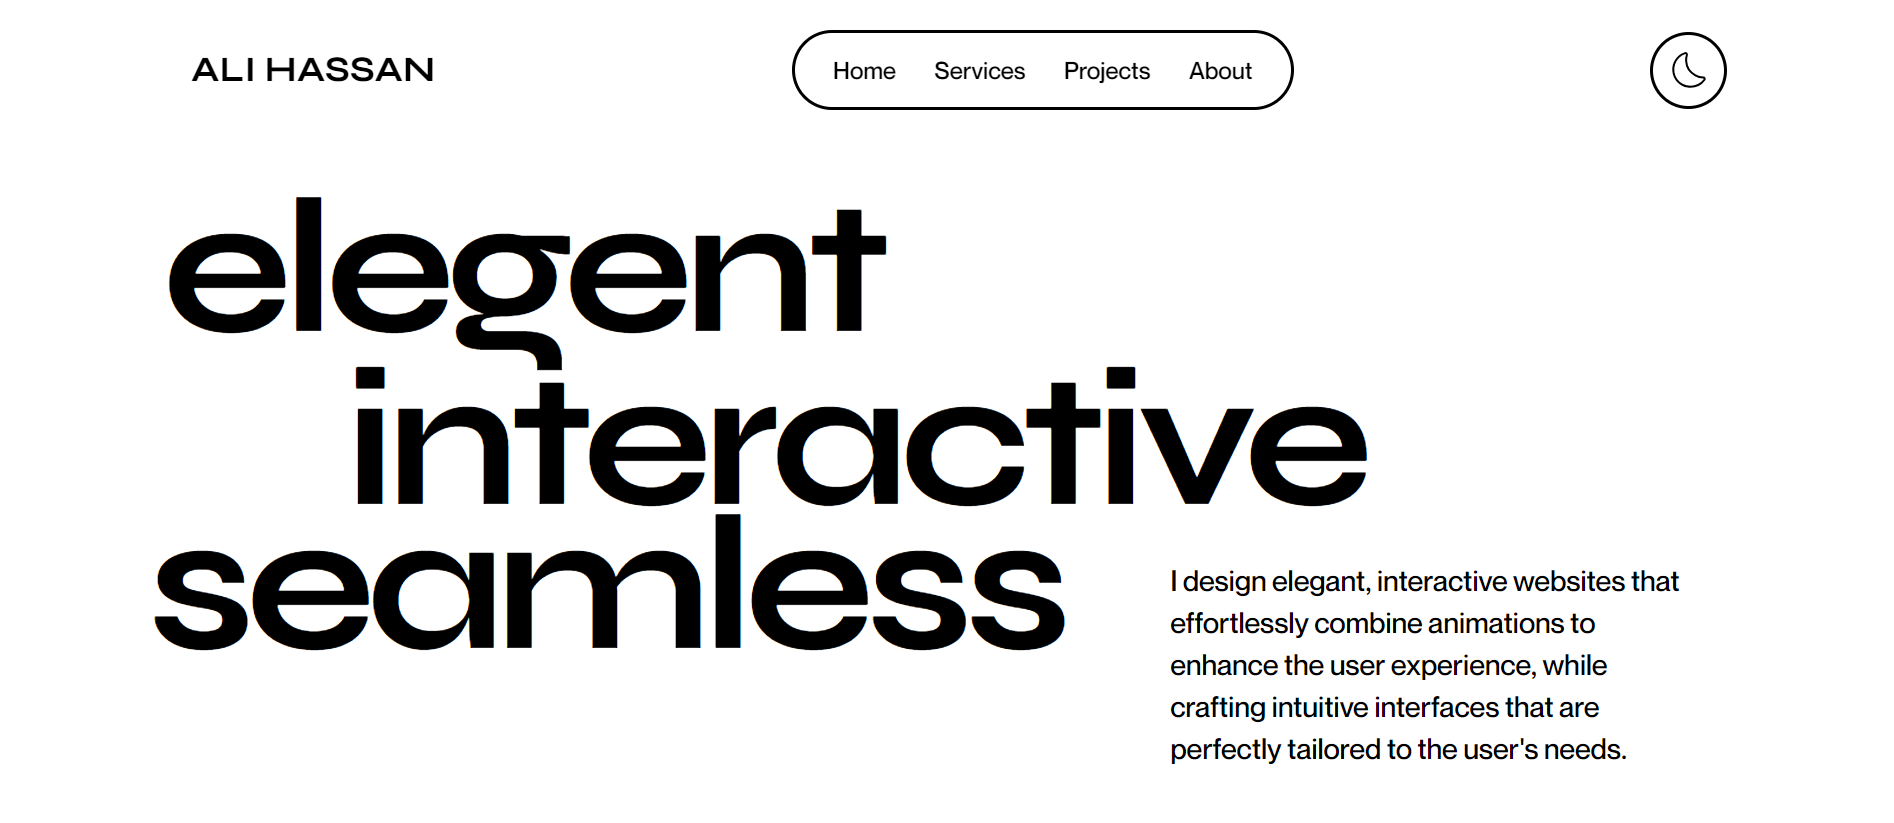 ALI HASSAN
Home Services Projects About
elegent
interactive
seamless
I design elegant, interactive websites that
effortlessly combine animations to
enhance the user experience, while
crafting intuitive interfaces that are
perfectly tailored to the user's needs.